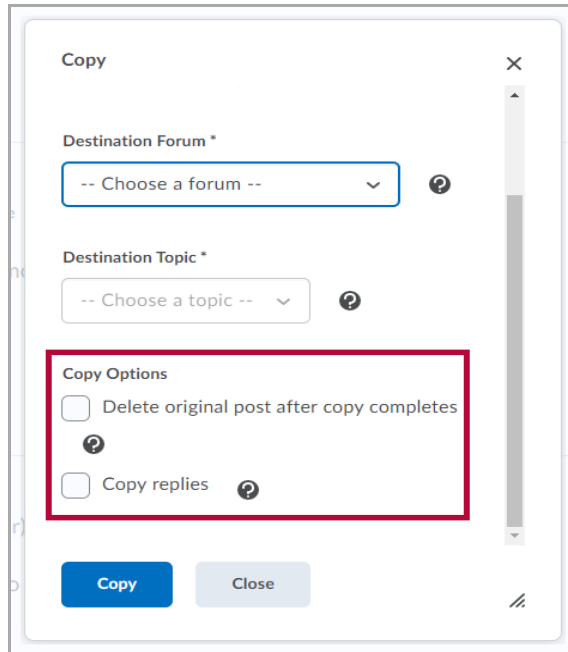 Copy
Destination Forum *
-- Choose a forum --
Destination Topic *
-- Choose a topic --
Copy Options
Delete original post after copy completes
Copy replies
Copy Close